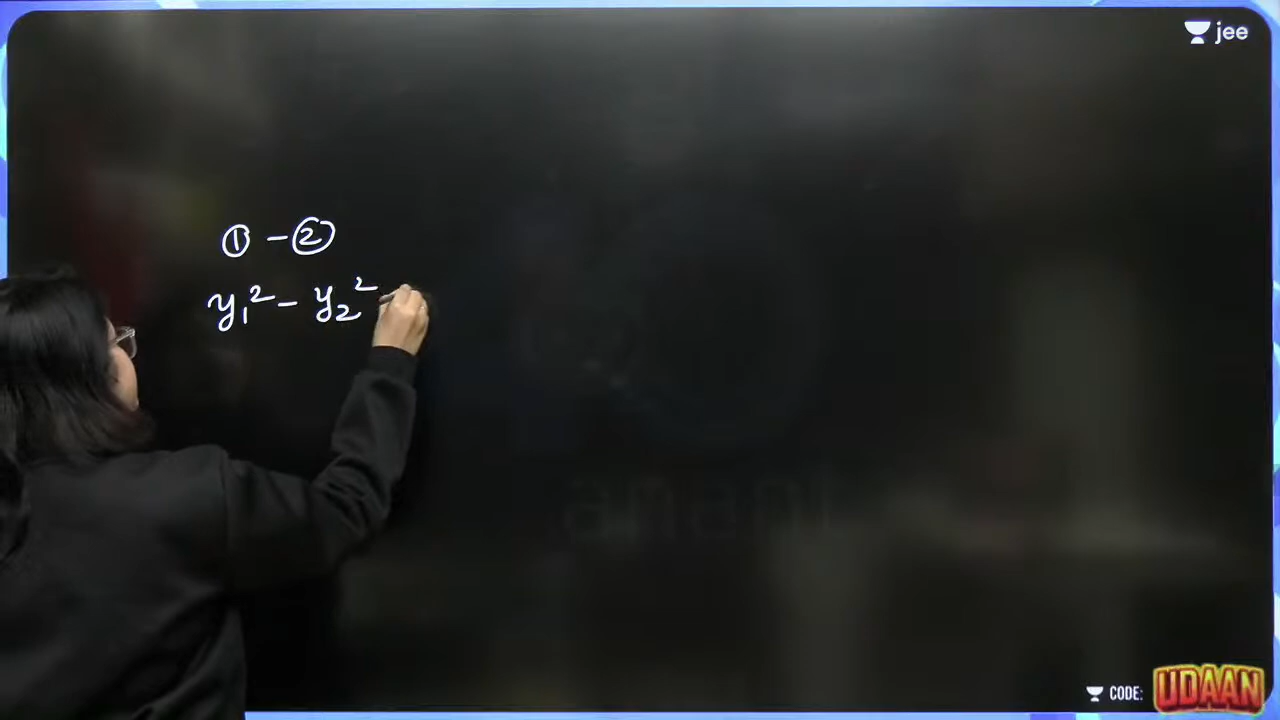 jee
① - ②
y₁² - y₂²
CODE: UDAAN